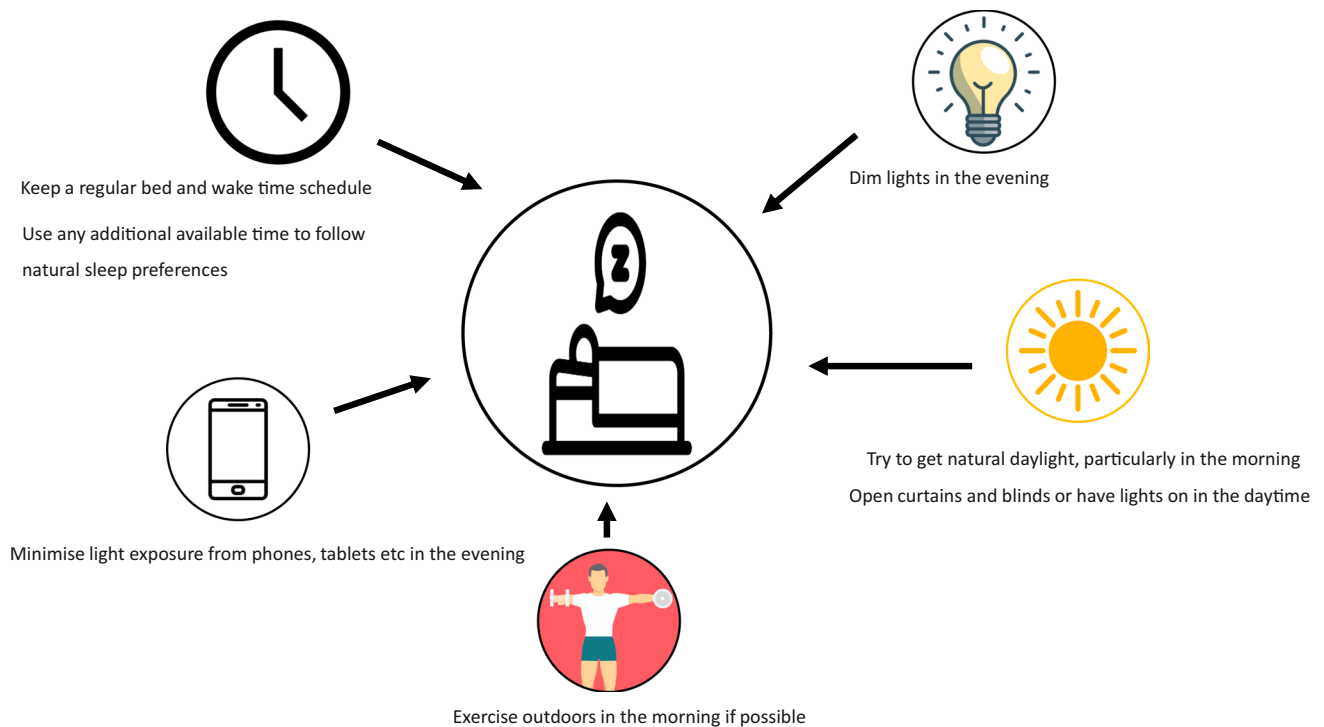 Keep a regular bed and wake time schedule
Use any additional available time to follow
natural sleep preferences
Dim lights in the evening
Z
Try to get natural daylight, particularly in the morning
Open curtains and blinds or have lights on in the daytime
Minimise light exposure from phones, tablets etc in the evening
Exercise outdoors in the morning if possible